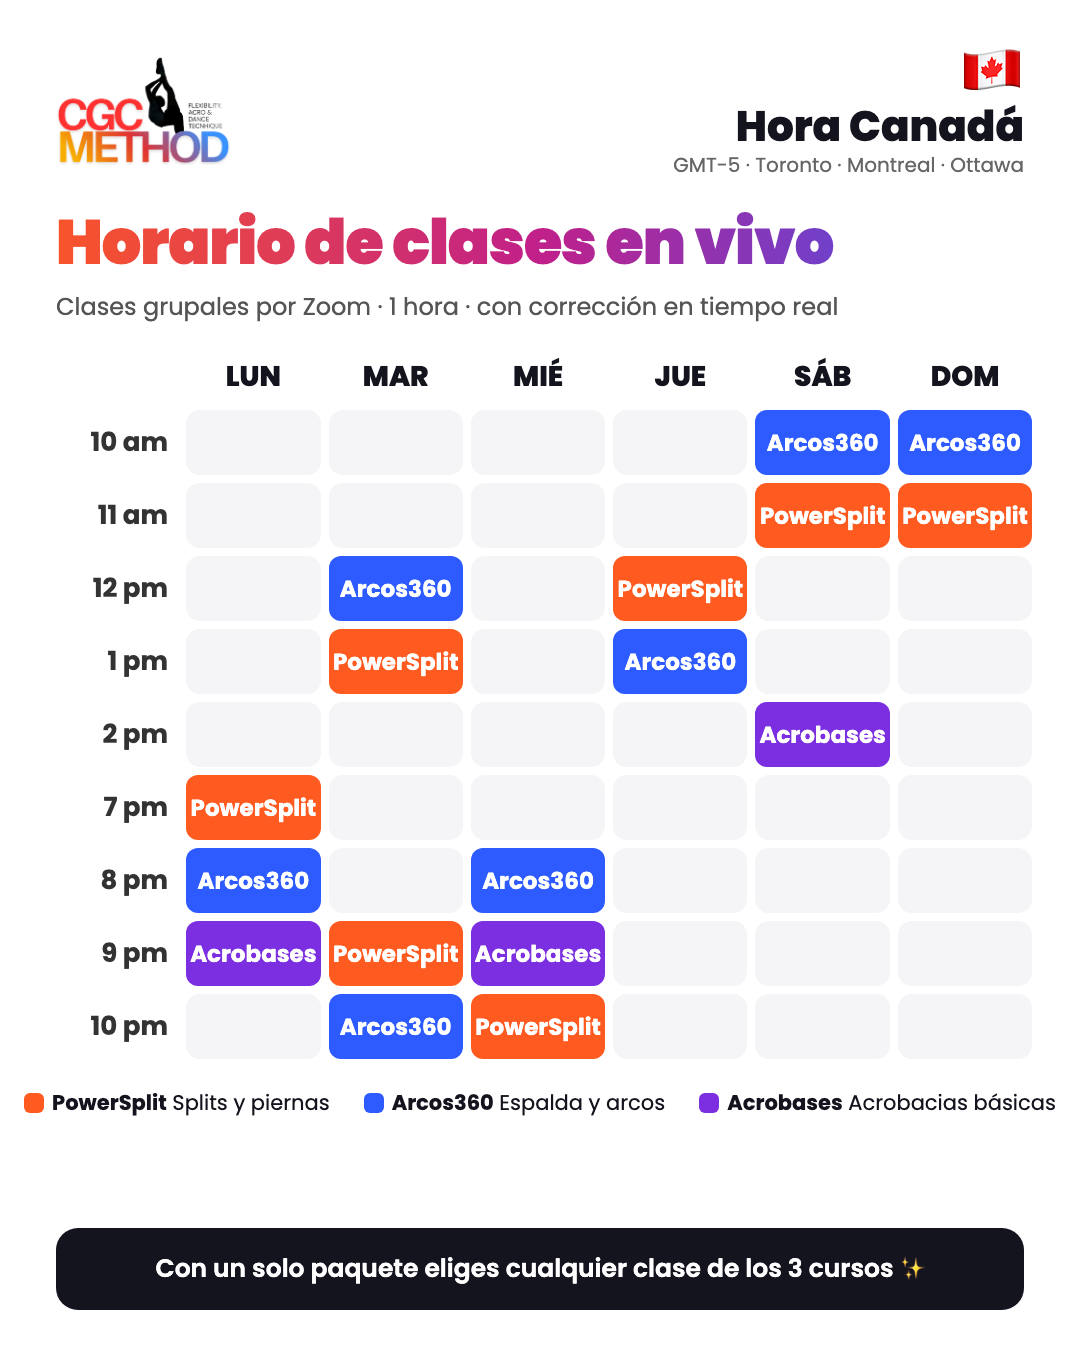 CGC
METHOD
FLEXIBILITY,
ACRO &
DANCE
TECNHIQUE
Hora Canadá
GMT-5 · Toronto · Montreal · Ottawa
Horario de clases en vivo
Clases grupales por Zoom · 1 hora · con corrección en tiempo real
LUN MAR MIÉ JUE SÁB DOM
10 am Arcos360 Arcos360
11 am PowerSplit PowerSplit
12 pm Arcos360 PowerSplit
1 pm PowerSplit Arcos360
2 pm Acrobases
7 pm PowerSplit
8 pm Arcos360 Arcos360
9 pm Acrobases PowerSplit Acrobases
10 pm Arcos360 PowerSplit
PowerSplit Splits y piernas Arcos360 Espalda y arcos Acrobases Acrobacias básicas
Con un solo paquete eliges cualquier clase de los 3 cursos ✨